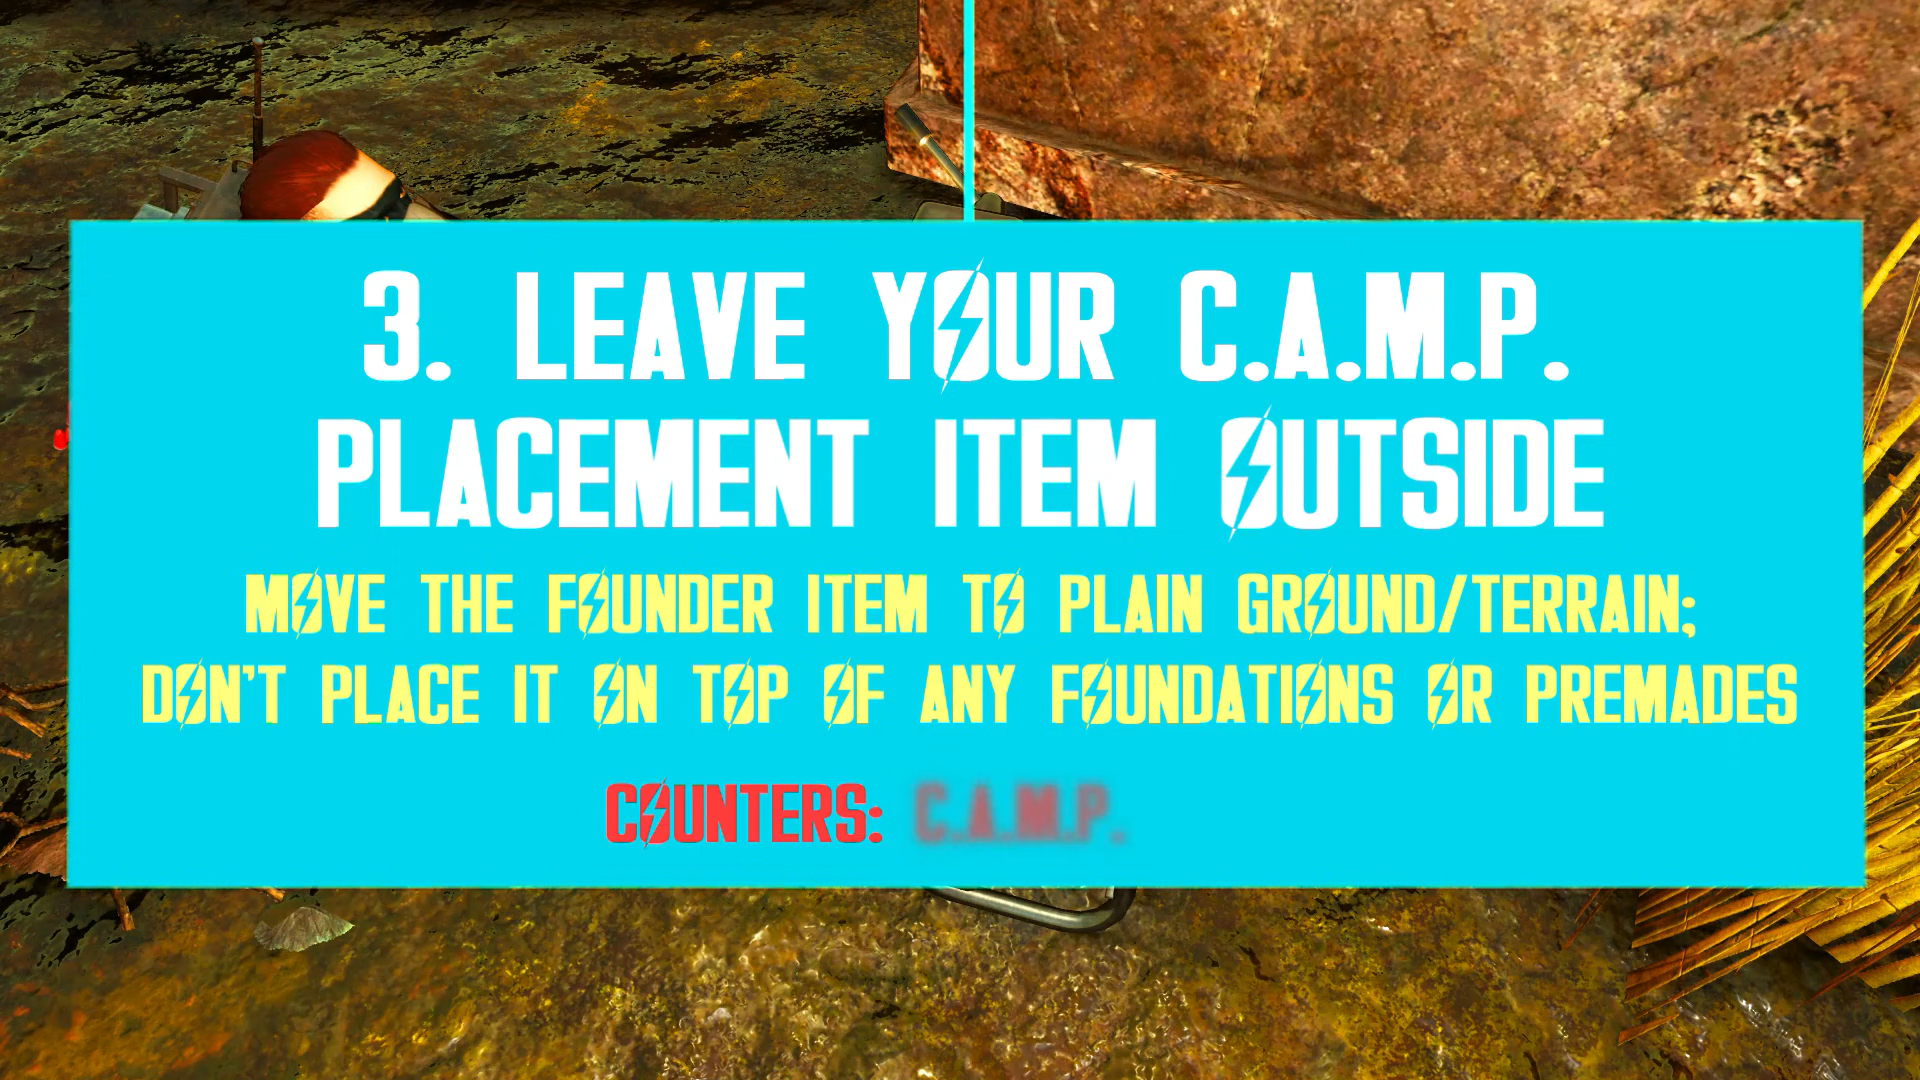 3. LEAVE YOUR C.A.M.P.
PLACEMENT ITEM OUTSIDE
MOVE THE FOUNDER ITEM TO PLAIN GROUND/TERRAIN;
DON'T PLACE IT ON TOP OF ANY FOUNDATIONS OR PREMADES
COUNTERS: C.A.M.P.